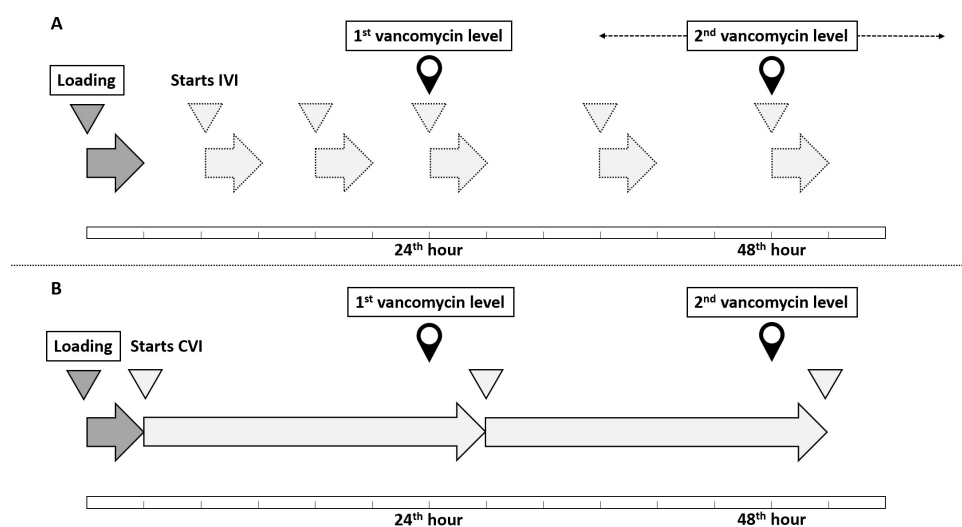 A
1st vancomycin level
2nd vancomycin level
Loading
Starts IVI
24th hour
48th hour
B
1st vancomycin level
2nd vancomycin level
Loading
Starts CVI
24th hour
48th hour